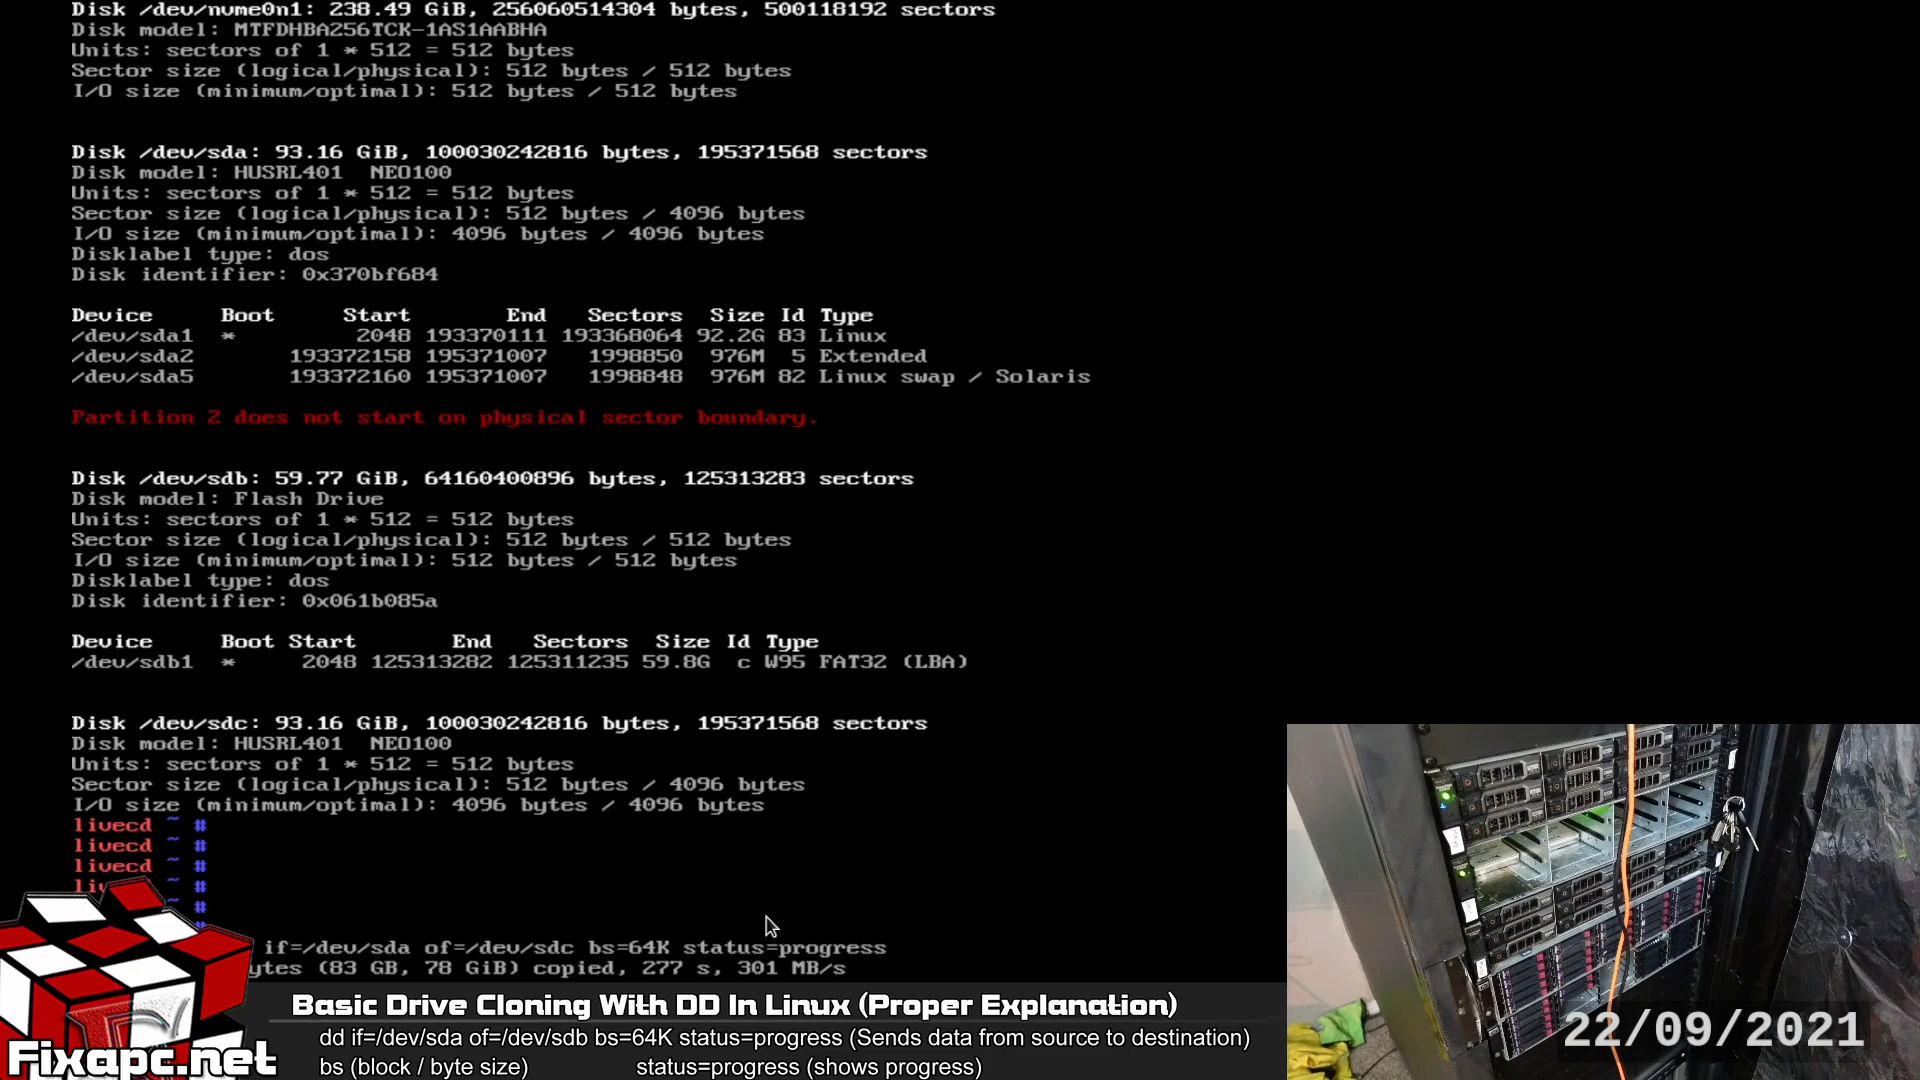 Disk /dev/nvme0n1: 238.49 GiB, 256060514304 bytes, 500118192 sectors
Disk model: MTFDHBA256TCK-1AS1AABHA
Units: sectors of 1 * 512 = 512 bytes
Sector size (logical/physical): 512 bytes / 512 bytes
I/O size (minimum/optimal): 512 bytes / 512 bytes
Disk /dev/sda: 93.16 GiB, 100030242816 bytes, 195371568 sectors
Disk model: HUSRL401  NEO100
Units: sectors of 1 * 512 = 512 bytes
Sector size (logical/physical): 512 bytes / 4096 bytes
I/O size (minimum/optimal): 4096 bytes / 4096 bytes
Disklabel type: dos
Disk identifier: 0x370bf684
Device     Boot     Start       End   Sectors  Size Id Type
/dev/sda1  *         2048 193370111 193368064 92.2G 83 Linux
/dev/sda2       193372158 195371007   1998850  976M  5 Extended
/dev/sda5       193372160 195371007   1998848  976M 82 Linux swap / Solaris
Partition 2 does not start on physical sector boundary.
Disk /dev/sdb: 59.77 GiB, 64160400896 bytes, 125313283 sectors
Disk model: Flash Drive
Units: sectors of 1 * 512 = 512 bytes
Sector size (logical/physical): 512 bytes / 512 bytes
I/O size (minimum/optimal): 512 bytes / 512 bytes
Disklabel type: dos
Disk identifier: 0x061b085a
Device     Boot Start       End   Sectors  Size Id Type
/dev/sdb1  *     2048 125313282 125311235 59.8G  c W95 FAT32 (LBA)
Disk /dev/sdc: 93.16 GiB, 100030242816 bytes, 195371568 sectors
Disk model: HUSRL401  NEO100
Units: sectors of 1 * 512 = 512 bytes
Sector size (logical/physical): 512 bytes / 4096 bytes
I/O size (minimum/optimal): 4096 bytes / 4096 bytes
livecd ~ #
livecd ~ #
livecd ~ #
~ #
~ #
#
if=/dev/sda of=/dev/sdc bs=64K status=progress
ytes (83 GB, 78 GiB) copied, 277 s, 301 MB/s
Basic Drive Cloning With DD In Linux (Proper Explanation)
dd if=/dev/sda of=/dev/sdb bs=64K status=progress (Sends data from source to destination)
bs (block / byte size) status=progress (shows progress)
Fixapc.net
22/09/2021